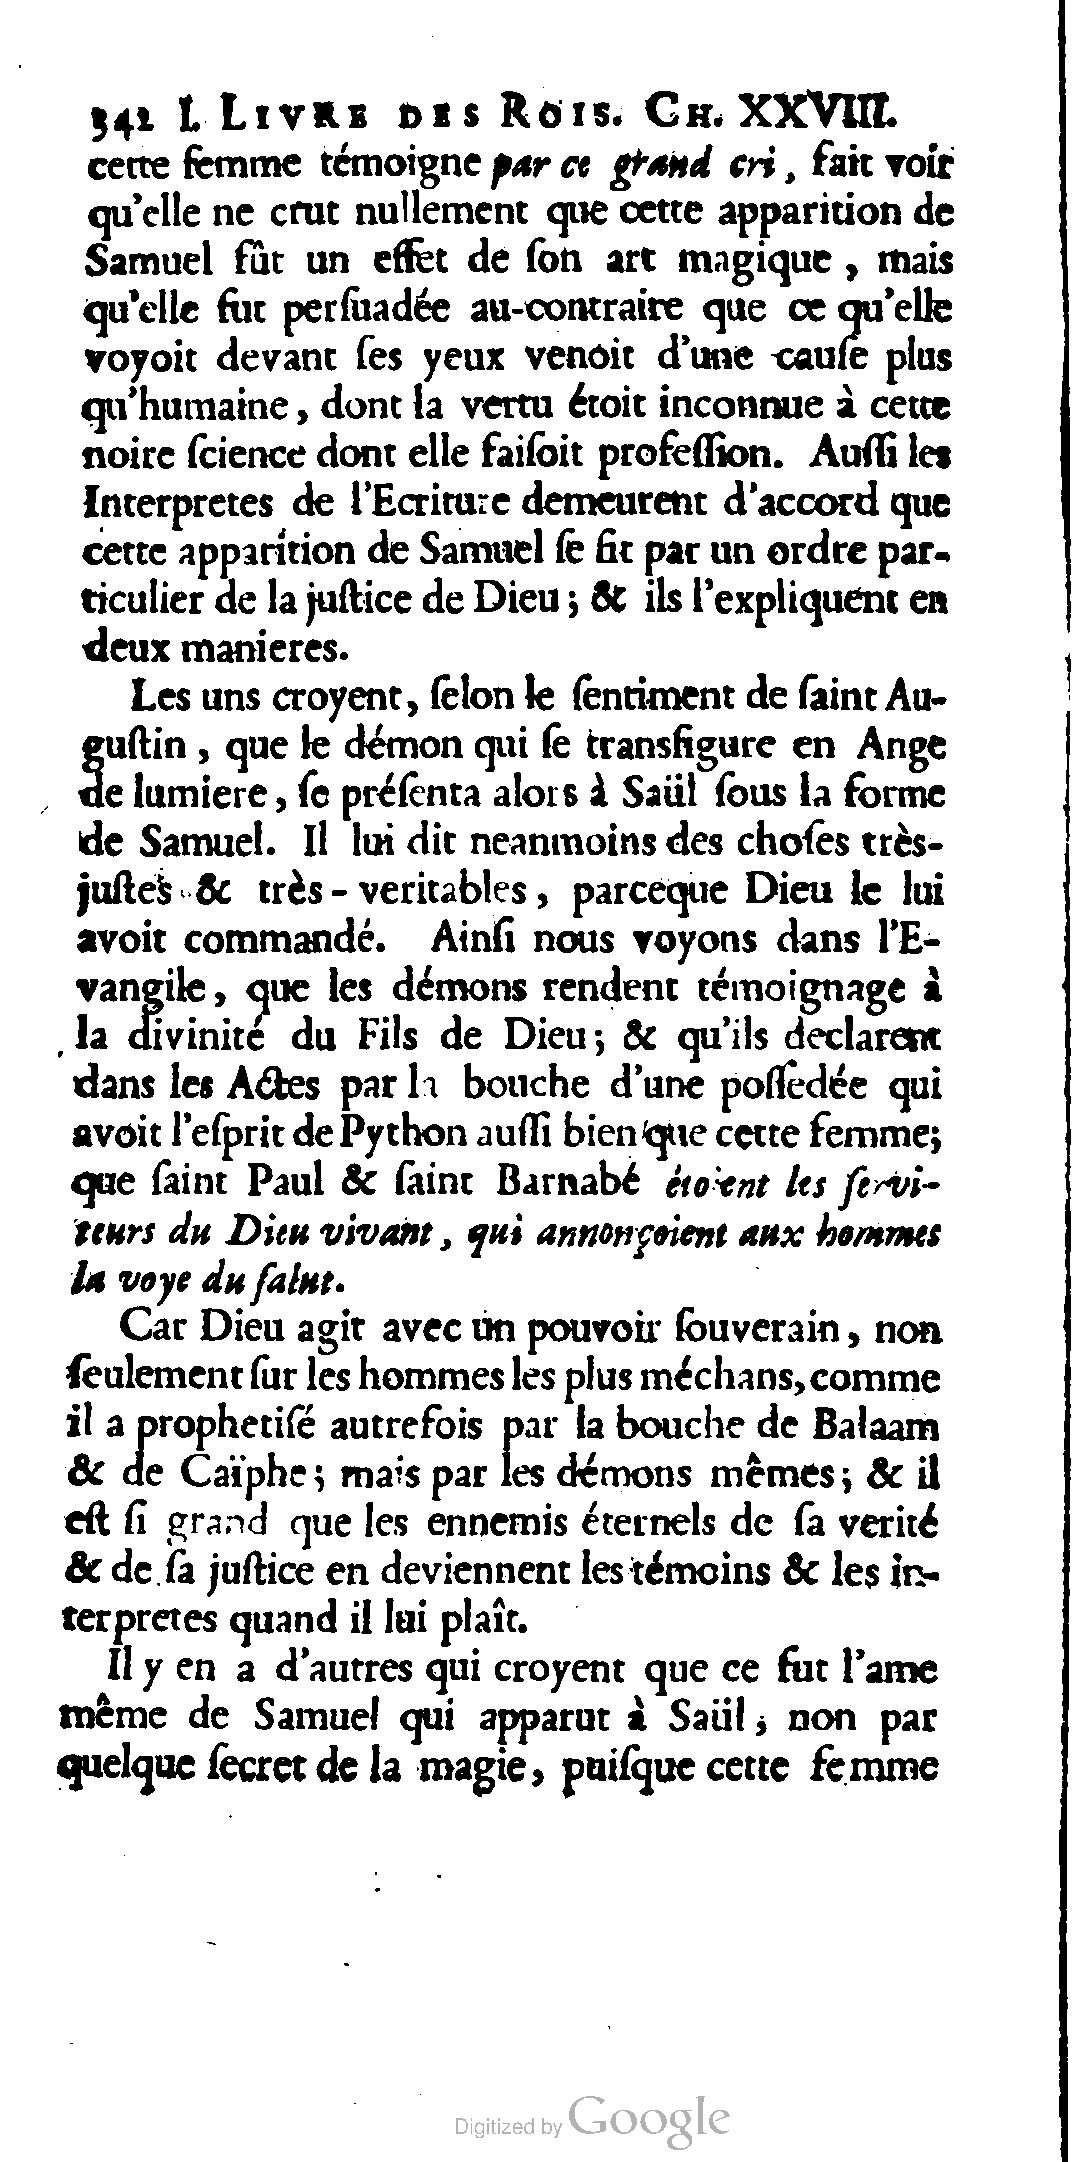 342 I. LIVRE DES ROIS. CH. XXVIII.
cette femme témoigne par ce grand cri, fait voir
qu'elle ne crut nullement que cette apparition de
Samuel fût un effet de ſon art magique, mais
qu'elle fut perſuadée au-contraire que ce qu'elle
voyoit devant ſes yeux venoit d'une cauſe plus
qu'humaine, dont la vertu étoit inconnue à cette
noire ſcience dont elle faiſoit profeſſion. Auſſi les
Interpretes de l'Ecriture demeurent d'accord que
cette apparition de Samuel ſe fit par un ordre par-
ticulier de la juſtice de Dieu; & ils l'expliquent en
deux manieres.
Les uns croyent, ſelon le ſentiment de ſaint Au-
guſtin, que le démon qui ſe transfigure en Ange
de lumiere, ſe préſenta alors à Saül ſous la forme
de Samuel. Il lui dit neanmoins des choſes très-
juſtes & très-veritables, parceque Dieu le lui
avoit commandé. Ainſi nous voyons dans l'E-
vangile, que les démons rendent témoignage à
la divinité du Fils de Dieu; & qu'ils declarent
dans les Actes par la bouche d'une poſſedée qui
avoit l'eſprit de Python auſſi bien que cette femme;
que ſaint Paul & ſaint Barnabé étoient les ſervi-
teurs du Dieu vivant, qui annonçoient aux hommes
la voye du ſalut.
Car Dieu agit avec un pouvoir ſouverain, non
ſeulement ſur les hommes les plus méchans, comme
il a prophetiſé autrefois par la bouche de Balaam
& de Caïphe; mais par les démons mêmes; & il
eſt ſi grand que les ennemis éternels de ſa verité
& de ſa juſtice en deviennent les témoins & les in-
terpretes quand il lui plaît.
Il y en a d'autres qui croyent que ce fut l'ame
même de Samuel qui apparut à Saül; non par
quelque ſecret de la magie, puiſque cette femme
Digitized by Google